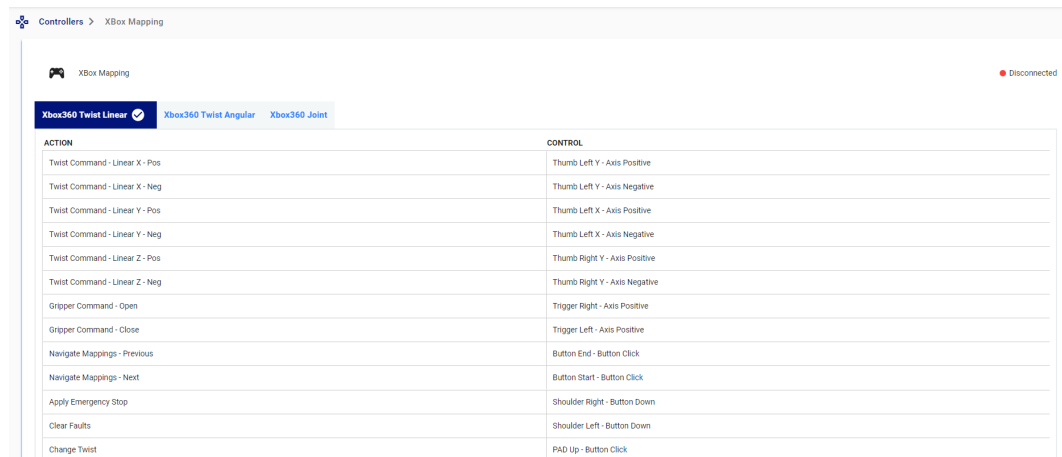 Controllers > XBox Mapping
XBox Mapping
Disconnected
Xbox360 Twist Linear Xbox360 Twist Angular Xbox360 Joint
ACTION CONTROL
Twist Command - Linear X - Pos Thumb Left Y - Axis Positive
Twist Command - Linear X - Neg Thumb Left Y - Axis Negative
Twist Command - Linear Y - Pos Thumb Left X - Axis Positive
Twist Command - Linear Y - Neg Thumb Left X - Axis Negative
Twist Command - Linear Z - Pos Thumb Right Y - Axis Positive
Twist Command - Linear Z - Neg Thumb Right Y - Axis Negative
Gripper Command - Open Trigger Right - Axis Positive
Gripper Command - Close Trigger Left - Axis Positive
Navigate Mappings - Previous Button End - Button Click
Navigate Mappings - Next Button Start - Button Click
Apply Emergency Stop Shoulder Right - Button Down
Clear Faults Shoulder Left - Button Down
Change Twist PAD Up - Button Click